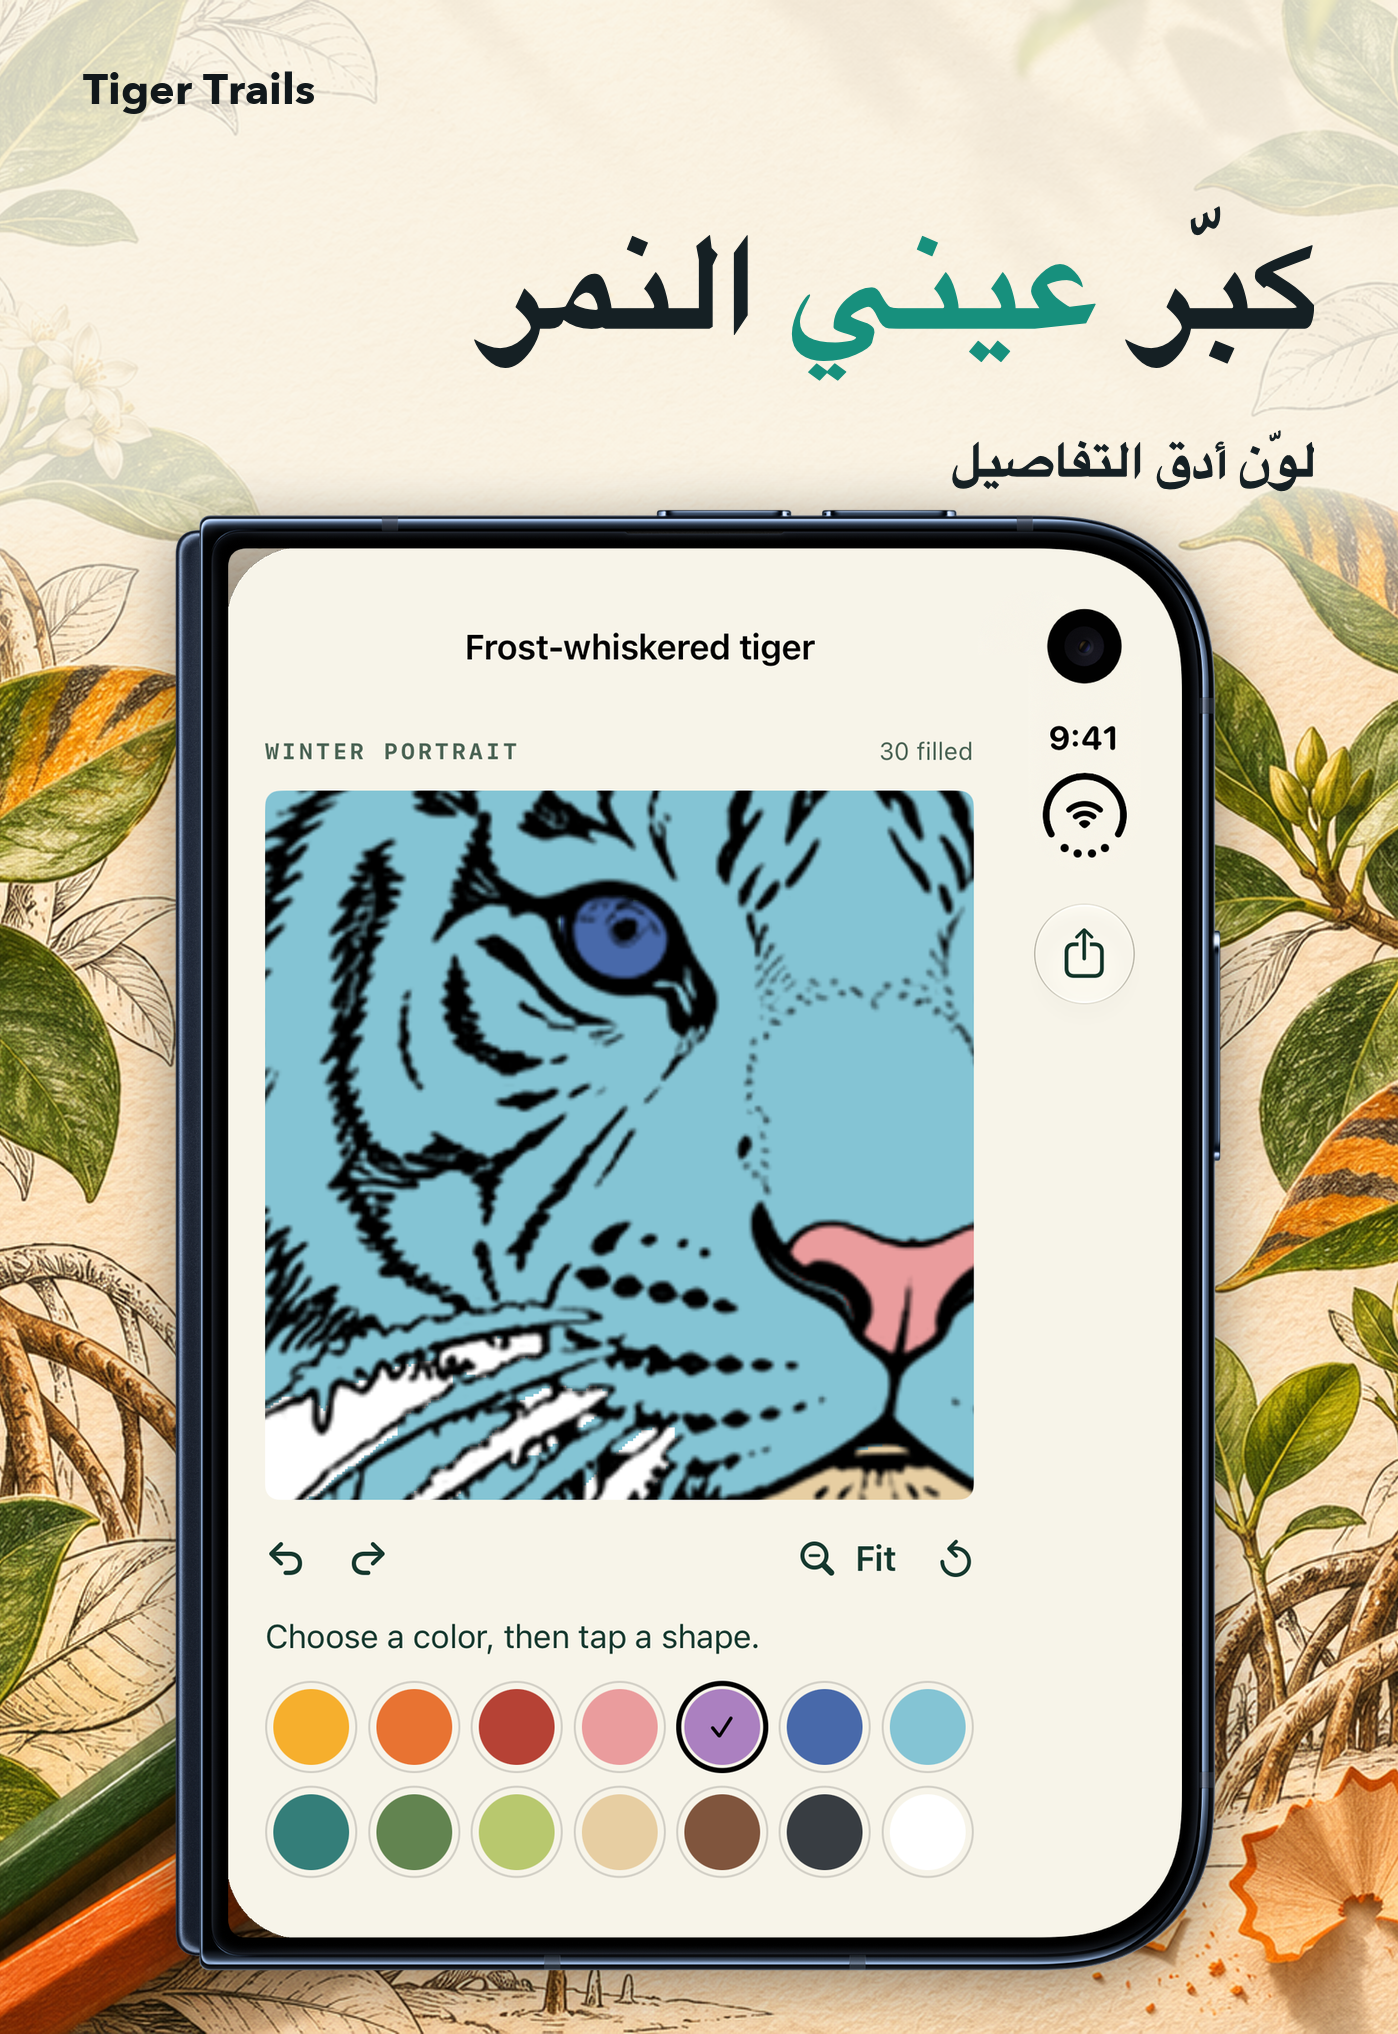 Tiger Trails
كبّر عيني النمر
لوّن أدق التفاصيل
Frost-whiskered tiger
9:41
WINTER PORTRAIT
30 filled
Fit
Choose a color, then tap a shape.